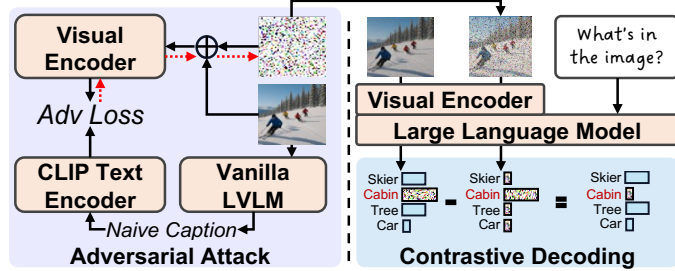 Visual
Encoder
Adv Loss
CLIP Text
Encoder
Vanilla
LVLM
Naive Caption
Adversarial Attack
What's in
the image?
Visual Encoder
Large Language Model
Skier
Cabin
Tree
Car
-
Skier
Cabin
Tree
Car
=
Skier
Cabin
Tree
Car
Contrastive Decoding